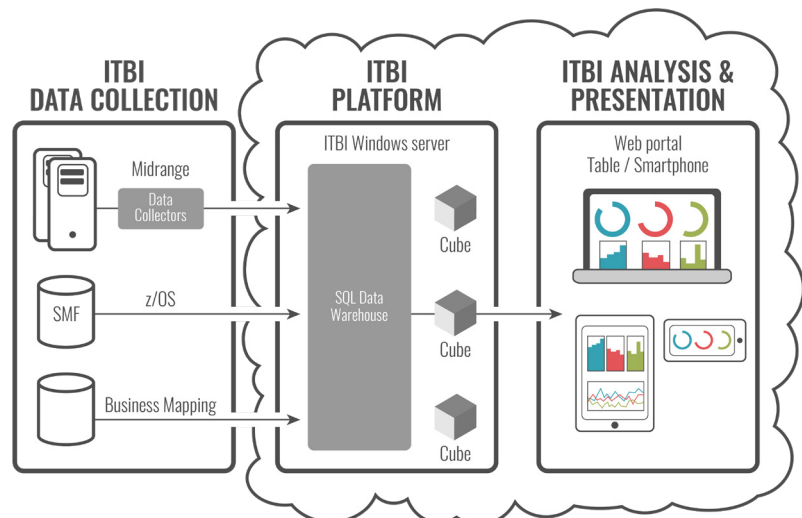 ITBI
DATA COLLECTION
Midrange
Data
Collectors
SMF
z/OS
Business Mapping
ITBI
PLATFORM
ITBI Windows server
SQL Data
Warehouse
Cube
Cube
Cube
ITBI ANALYSIS &
PRESENTATION
Web portal
Table / Smartphone